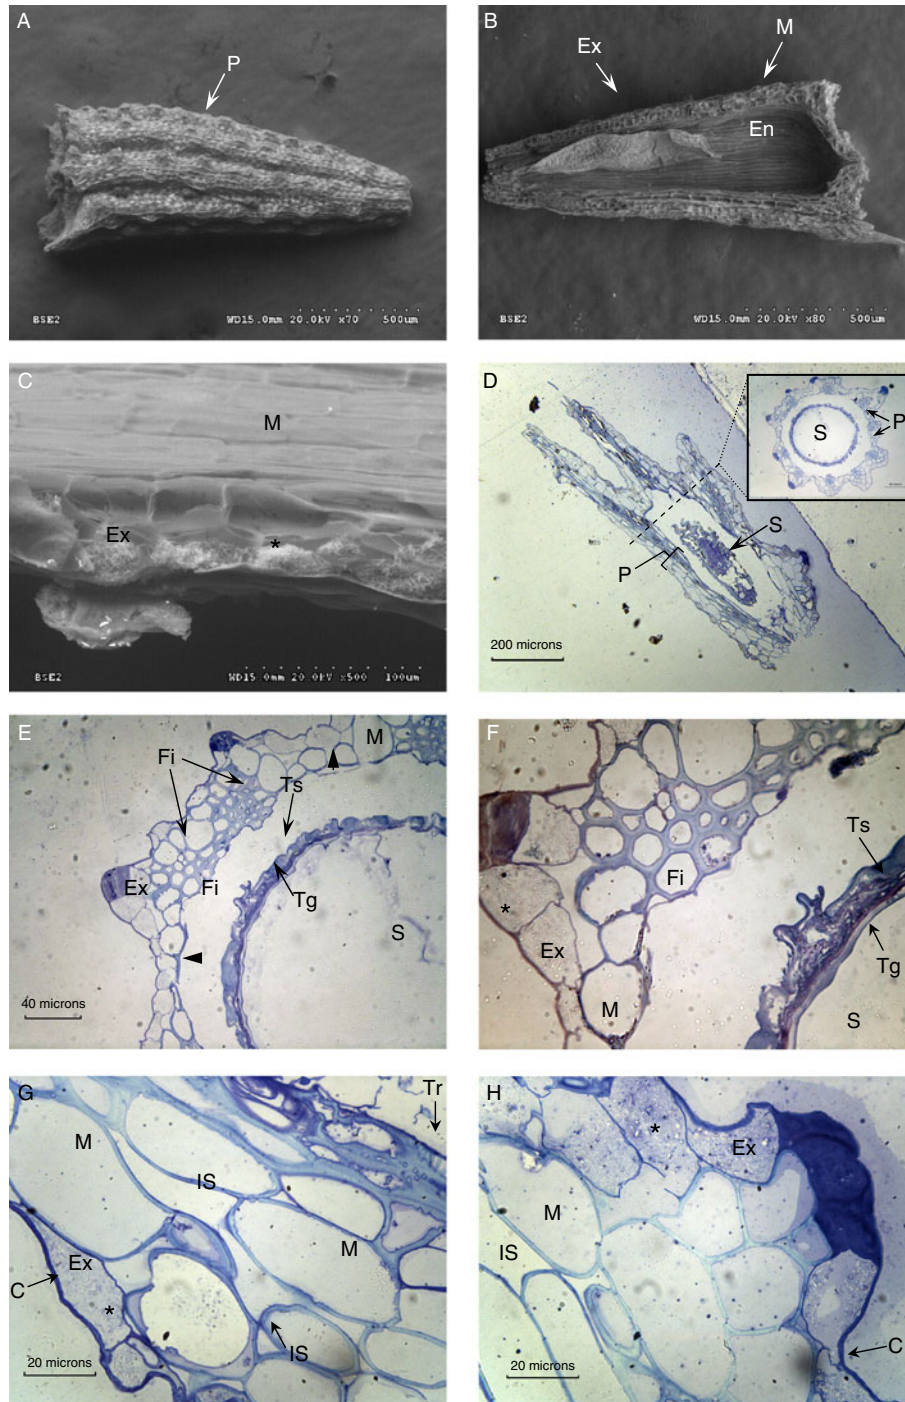 A
P
BSE2 WD15.0mm 20.0kV x70 500um
B
Ex
M
En
BSE2 WD15.0mm 20.0kV x80 500um
C
M
Ex
*
BSE2 WD15.0mm 20.0kV x500 100um
D
S
P
S
P
200 microns
E
Fi
M
Ts
Ex
Fi
Tg
S
40 microns
F
Ts
Fi
*
Ex
Tg
M
S
G
Tr
M
IS
M
Ex
C
*
IS
20 microns
H
*
Ex
M
IS
C
20 microns